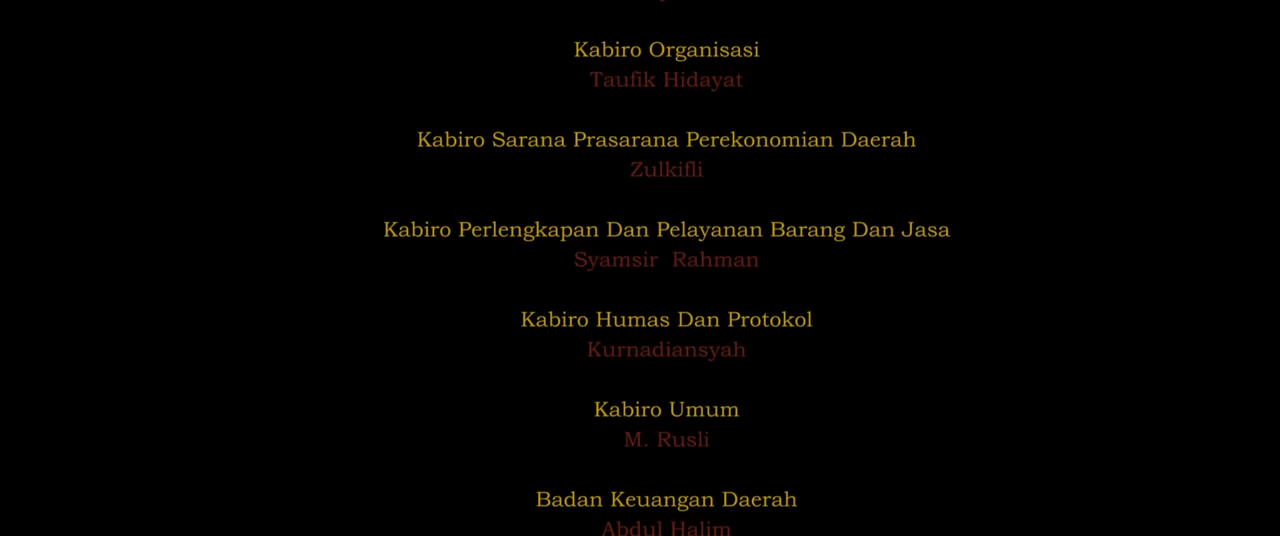 Kabiro Organisasi
Taufik Hidayat
Kabiro Sarana Prasarana Perekonomian Daerah
Zulkifli
Kabiro Perlengkapan Dan Pelayanan Barang Dan Jasa
Syamsir Rahman
Kabiro Humas Dan Protokol
Kurnadiansyah
Kabiro Umum
M. Rusli
Badan Keuangan Daerah
Abdul Halim